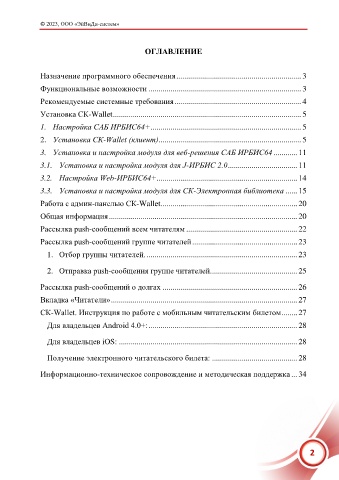 © 2023, ООО «ЭйВиДи-систем»
ОГЛАВЛЕНИЕ
Назначение программного обеспечения 3
Функциональные возможности 3
Рекомендуемые системные требования 4
Установка CK-Wallet 5
1. Настройка САБ ИРБИС64+ 5
2. Установка CK-Wallet (клиент) 5
3. Установка и настройка модуля для веб-решения САБ ИРБИС64 11
3.1. Установка и настройка модуля для J-ИРБИС 2.0 11
3.2. Настройка Web-ИРБИС64+ 14
3.3. Установка и настройка модуля для СК-Электронная библиотека 15
Работа с админ-панелью CK-Wallet 20
Общая информация 20
Рассылка push-сообщений всем читателям 22
Рассылка push-сообщений группе читателей 23
1. Отбор группы читателей. 23
2. Отправка push-сообщения группе читателей 25
Рассылка push-сообщений о долгах 26
Вкладка «Читатели» 27
CK-Wallet. Инструкция по работе с мобильным читательским билетом 27
Для владельцев Android 4.0+: 28
Для владельцев iOS: 28
Получение электронного читательского билета: 28
Информационно-техническое сопровождение и методическая поддержка 34
2